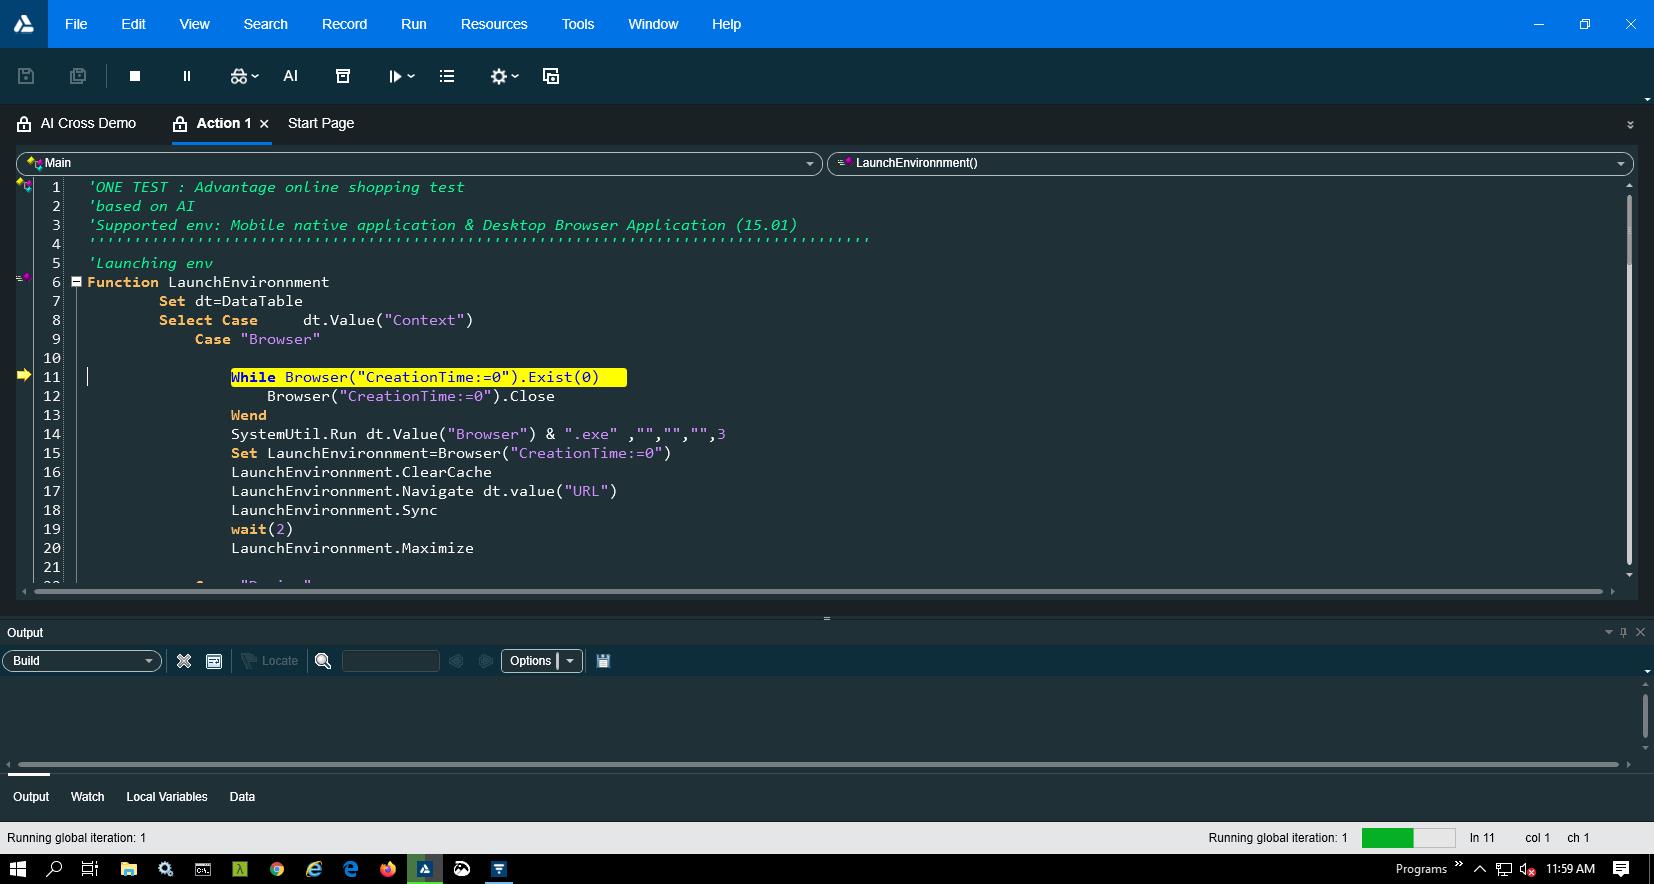 File Edit View Search Record Run Resources Tools Window Help
AI
AI Cross Demo Action 1 Start Page
Main LaunchEnvironnment()
1 'ONE TEST : Advantage online shopping test
2 'based on AI
3 'Supported env: Mobile native application & Desktop Browser Application (15.01)
4 '''''''''''''''''''''''''''''''''''''''''''''''''''''''''''''''''''''''''''''''''''''''
5 'Launching env
6 Function LaunchEnvironnment
7 Set dt=DataTable
8 Select Case dt.Value("Context")
9 Case "Browser"
10
11 While Browser("CreationTime:=0").Exist(0)
12 Browser("CreationTime:=0").Close
13 Wend
14 SystemUtil.Run dt.Value("Browser") & ".exe" ,"","","",3
15 Set LaunchEnvironnment=Browser("CreationTime:=0")
16 LaunchEnvironnment.ClearCache
17 LaunchEnvironnment.Navigate dt.value("URL")
18 LaunchEnvironnment.Sync
19 wait(2)
20 LaunchEnvironnment.Maximize
21
Output
Build Locate Options
Output Watch Local Variables Data
Running global iteration: 1 Running global iteration: 1 ln 11 col 1 ch 1
Programs 11:59 AM